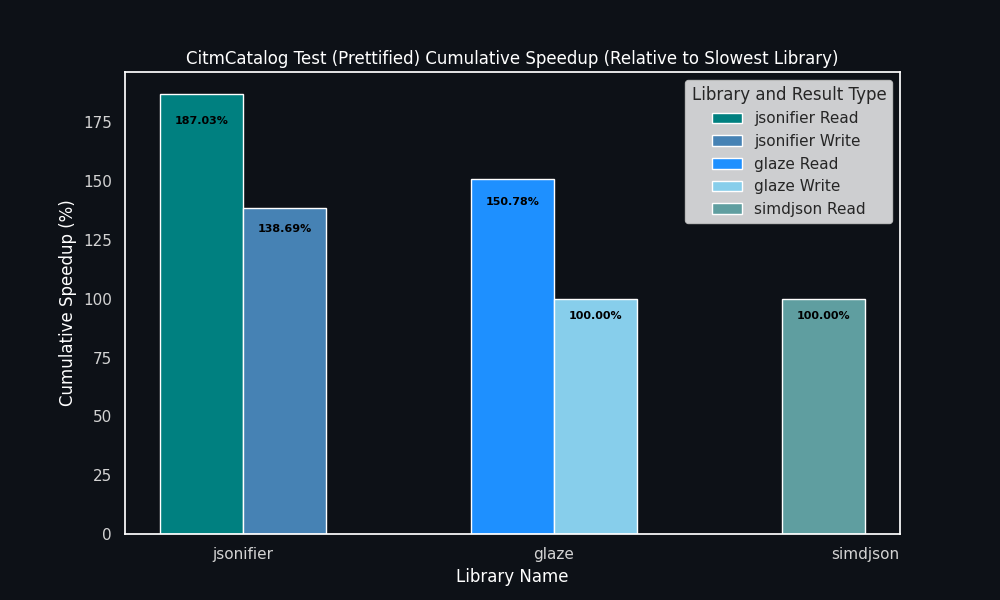 CitmCatalog Test (Prettified) Cumulative Speedup (Relative to Slowest Library)
Library and Result Type
jsonifier Read
jsonifier Write
glaze Read
glaze Write
simdjson Read
187.03%
138.69%
150.78%
100.00%
100.00%
175
150
125
100
75
50
25
0
Cumulative Speedup (%)
jsonifier
glaze
simdjson
Library Name